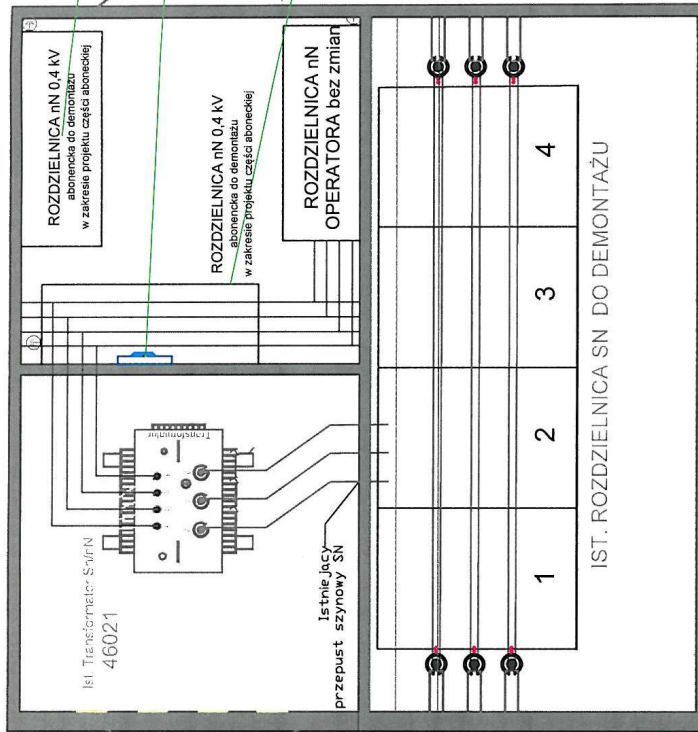 ROZDZIELNICA nN 0,4 kV
abonencka do demontażu
w zakresie projektu części aboneckiej
ROZDZIELNICA nN 0,4 kV
abonencka do demontażu
w zakresie projektu części aboneckiej
ROZDZIELNICA nN
OPERATORA bez zmian
Transformator
Ist. Transformator Sn/nN
46021
Istniejący
przepust szynowy SN
1
2
3
4
IST. ROZDZIELNICA SN DO DEMONTAŻU